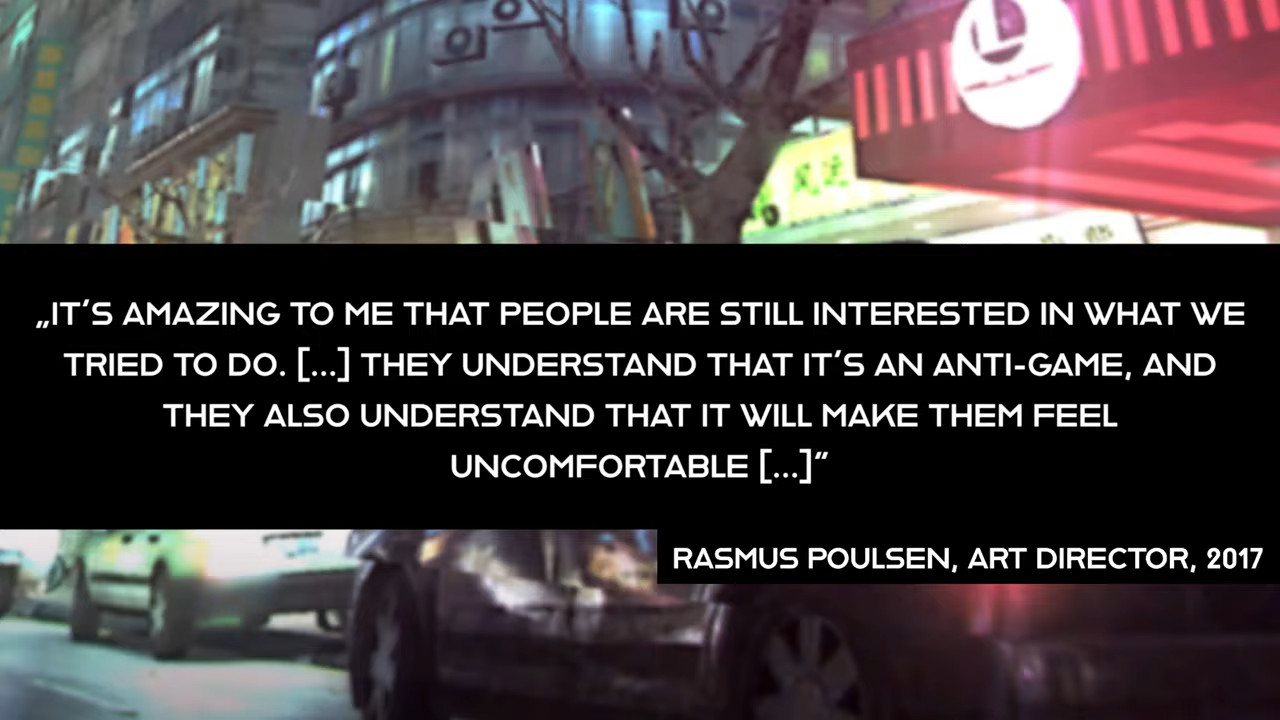 风运
„IT'S AMAZING TO ME THAT PEOPLE ARE STILL INTERESTED IN WHAT WE
TRIED TO DO. [...] THEY UNDERSTAND THAT IT'S AN ANTI-GAME, AND
THEY ALSO UNDERSTAND THAT IT WILL MAKE THEM FEEL
UNCOMFORTABLE [...]”
RASMUS POULSEN, ART DIRECTOR, 2017